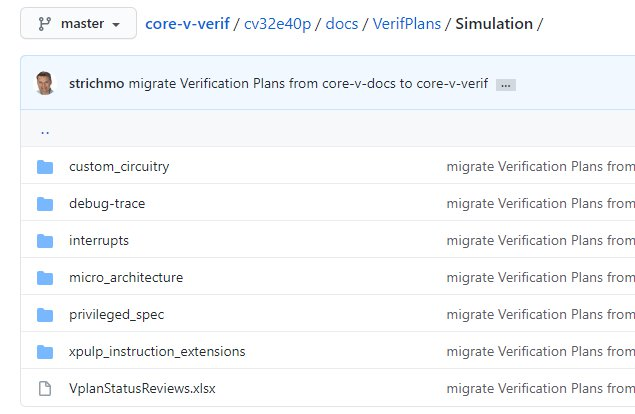 master core-v-verif / cv32e40p / docs / VerifPlans / Simulation /
strichmo migrate Verification Plans from core-v-docs to core-v-verif ...
..
custom_circuitry migrate Verification Plans from
debug-trace migrate Verification Plans from
interrupts migrate Verification Plans from
micro_architecture migrate Verification Plans from
privileged_spec migrate Verification Plans from
xpulp_instruction_extensions migrate Verification Plans from
VplanStatusReviews.xlsx migrate Verification Plans from